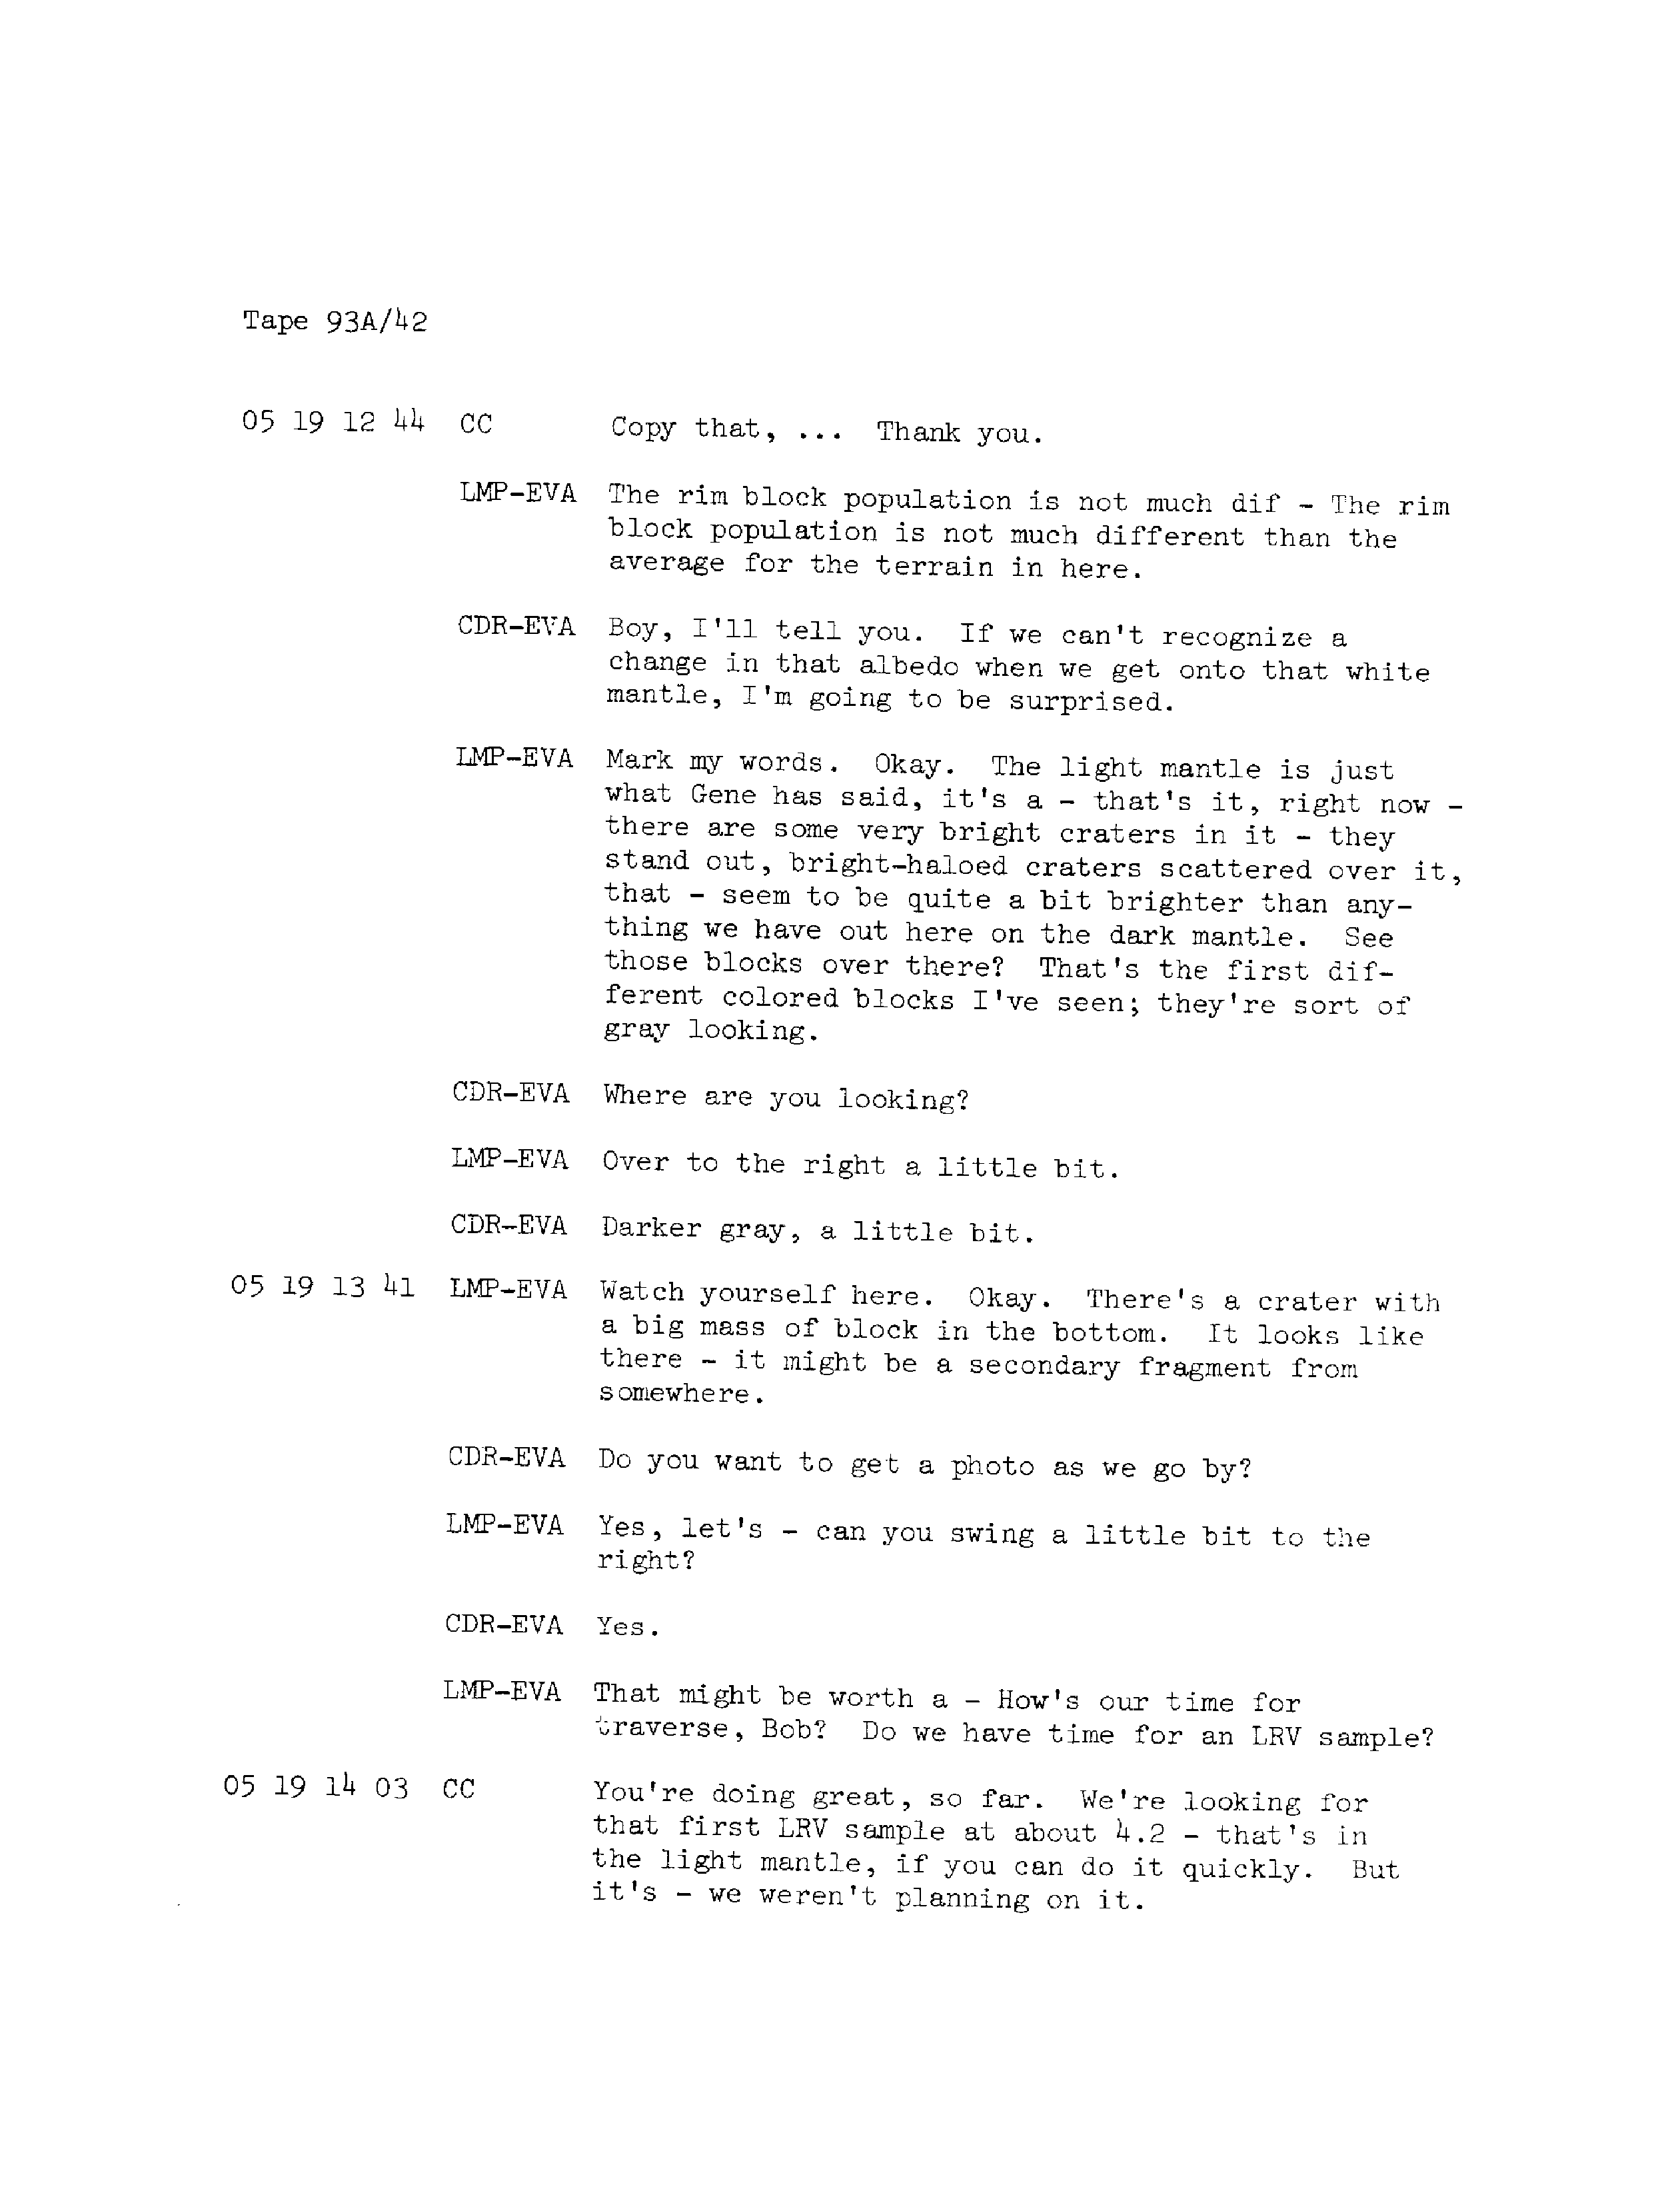 Tape 93A/42
05 19 12 44 CC Copy that, ... Thank you.
LMP-EVA The rim block population is not much dif - The rim
block population is not much different than the
average for the terrain in here.
CDR-EVA Boy, I'll tell you. If we can't recognize a
change in that albedo when we get onto that white
mantle, I'm going to be surprised.
LMP-EVA Mark my words. Okay. The light mantle is just
what Gene has said, it's a - that's it, right now -
there are some very bright craters in it - they
stand out, bright-haloed craters scattered over it,
that - seem to be quite a bit brighter than any-
thing we have out here on the dark mantle. See
those blocks over there? That's the first dif-
ferent colored blocks I've seen; they're sort of
gray looking.
CDR-EVA Where are you looking?
LMP-EVA Over to the right a little bit.
CDR-EVA Darker gray, a little bit.
05 19 13 41 LMP-EVA Watch yourself here. Okay. There's a crater with
a big mass of block in the bottom. It looks like
there - it might be a secondary fragment from
somewhere.
CDR-EVA Do you want to get a photo as we go by?
LMP-EVA Yes, let's - can you swing a little bit to the
right?
CDR-EVA Yes.
LMP-EVA That might be worth a - How's our time for
traverse, Bob? Do we have time for an LRV sample?
05 19 14 03 CC You're doing great, so far. We're looking for
that first LRV sample at about 4.2 - that's in
the light mantle, if you can do it quickly. But
it's - we weren't planning on it.